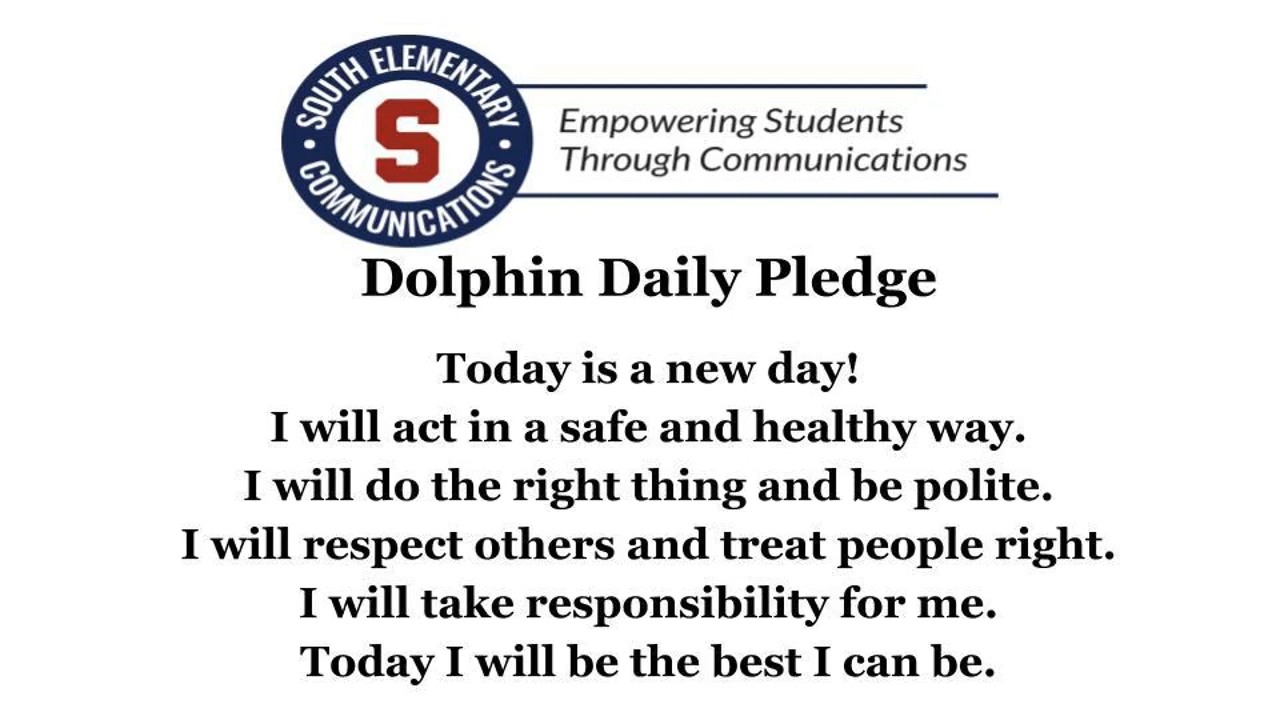 SOUTH ELEMENTARY
S
COMMUNICATIONS
Empowering Students
Through Communications
Dolphin Daily Pledge
Today is a new day!
I will act in a safe and healthy way.
I will do the right thing and be polite.
I will respect others and treat people right.
I will take responsibility for me.
Today I will be the best I can be.